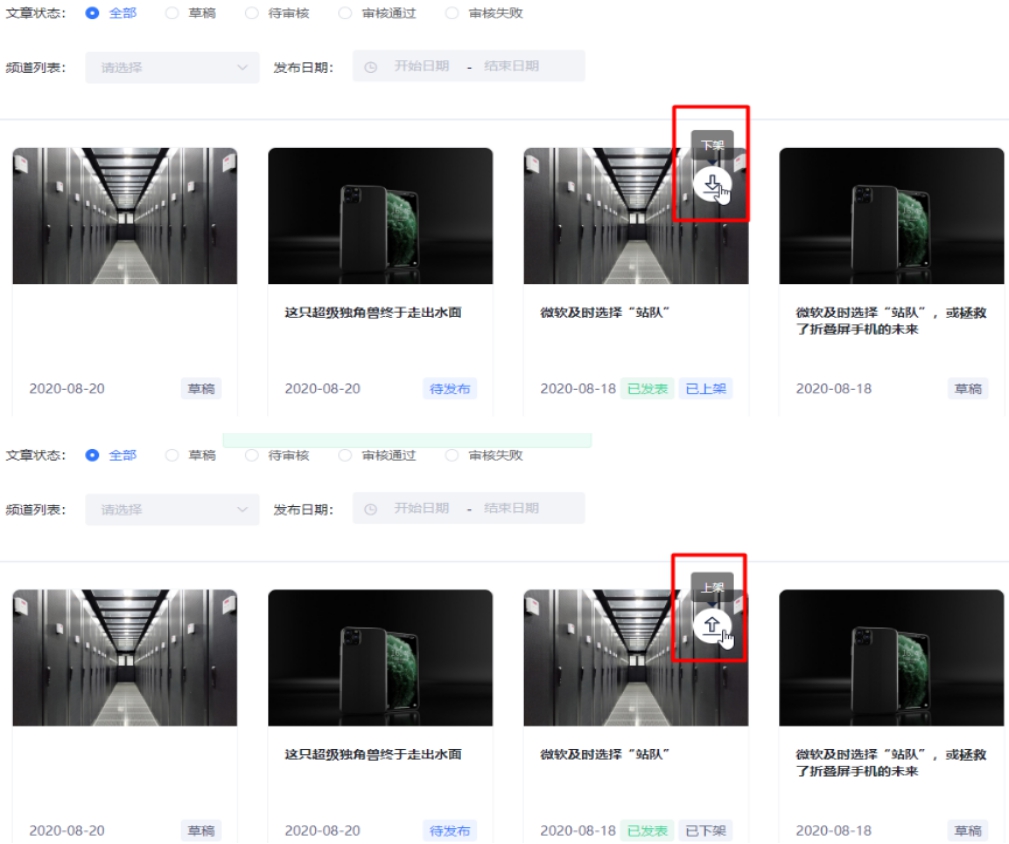 文章状态: 全部 草稿 待审核 审核通过 审核失败
频道列表: 请选择 发布日期: 开始日期 - 结束日期
下架
这只超级独角兽终于走出水面
微软及时选择“站队”
微软及时选择“站队”,或拯救
了折叠屏手机的未来
2020-08-20 草稿
2020-08-20 待发布
2020-08-18 已发表 已上架
2020-08-18 草稿
文章状态: 全部 草稿 待审核 审核通过 审核失败
频道列表: 请选择 发布日期: 开始日期 - 结束日期
上架
这只超级独角兽终于走出水面
微软及时选择“站队”
微软及时选择“站队”,或拯救
了折叠屏手机的未来
2020-08-20 草稿
2020-08-20 待发布
2020-08-18 已发表 已下架
2020-08-18 草稿